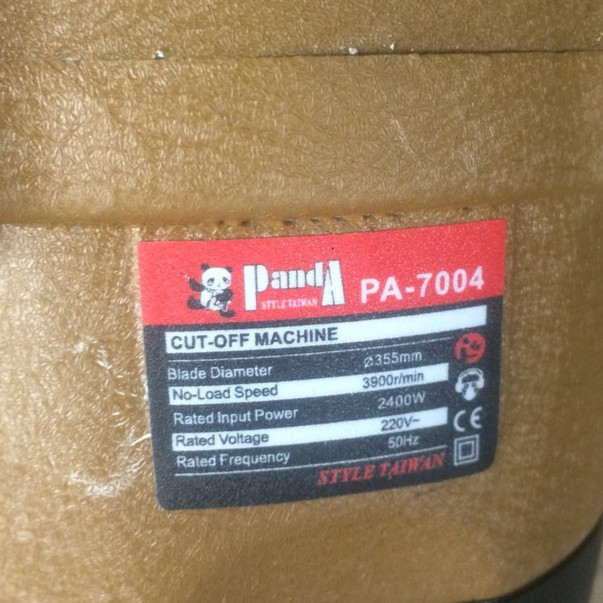 PandA PA-7004
STYLE TAIWAN
CUT-OFF MACHINE
Blade Diameter Ø355mm
No-Load Speed 3900r/min
Rated Input Power 2400W
Rated Voltage 220V~
Rated Frequency 50Hz
CE
STYLE TAIWAN